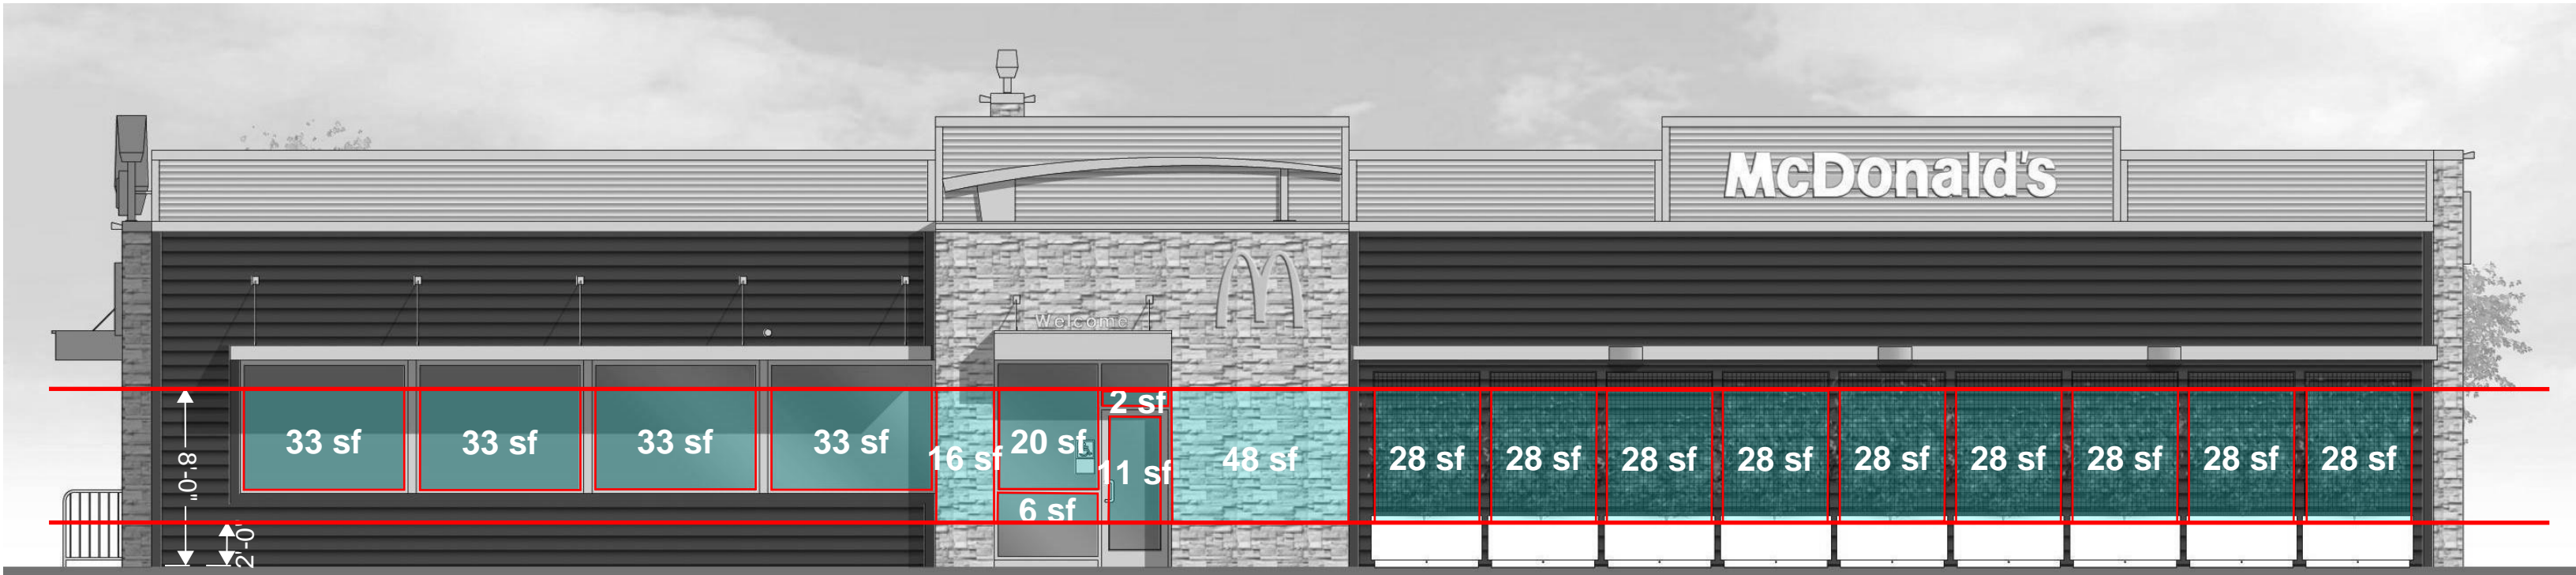 McDonald's
Welcome
2 sf
33 sf
33 sf
33 sf
33 sf
16 sf
20 sf
11 sf
48 sf
28 sf
28 sf
28 sf
28 sf
28 sf
28 sf
28 sf
28 sf
28 sf
6 sf
8'-0"
2'-0"